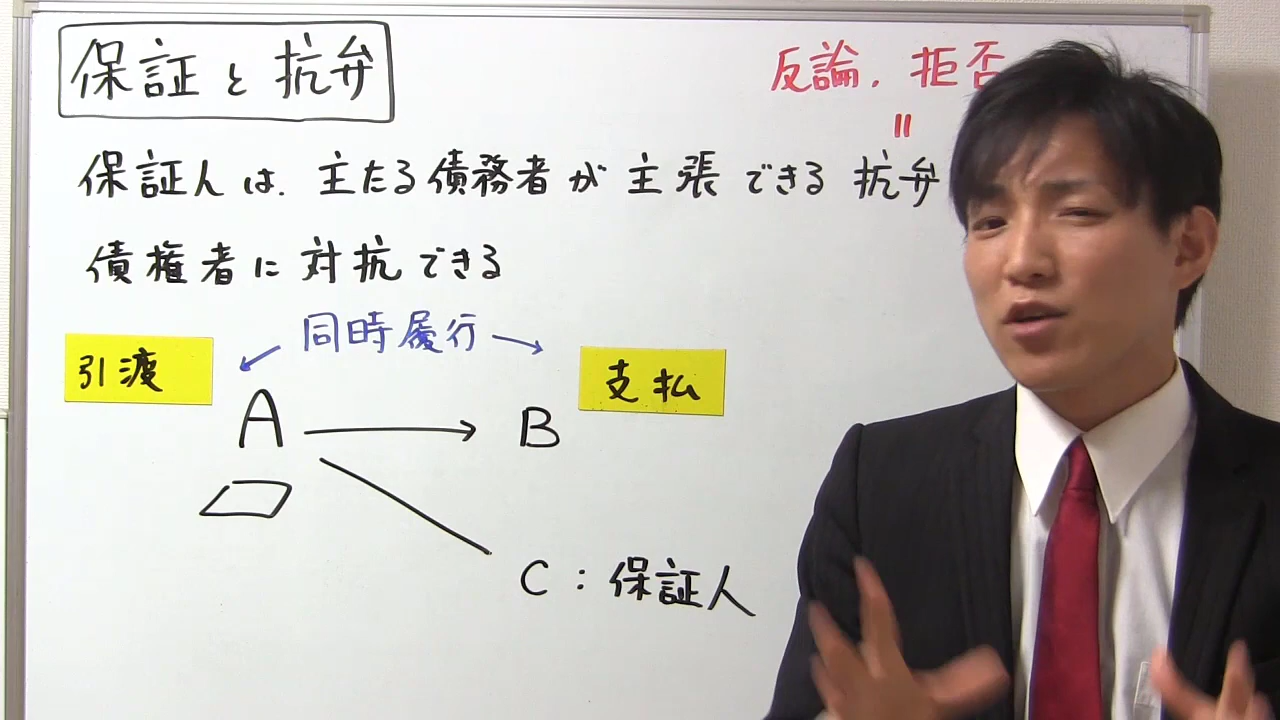 保証と抗弁
反論、拒否
=
保証人は、主たる債務者が主張できる抗弁
債権者に対抗できる
同時履行
引渡
支払
A
B
C:保証人